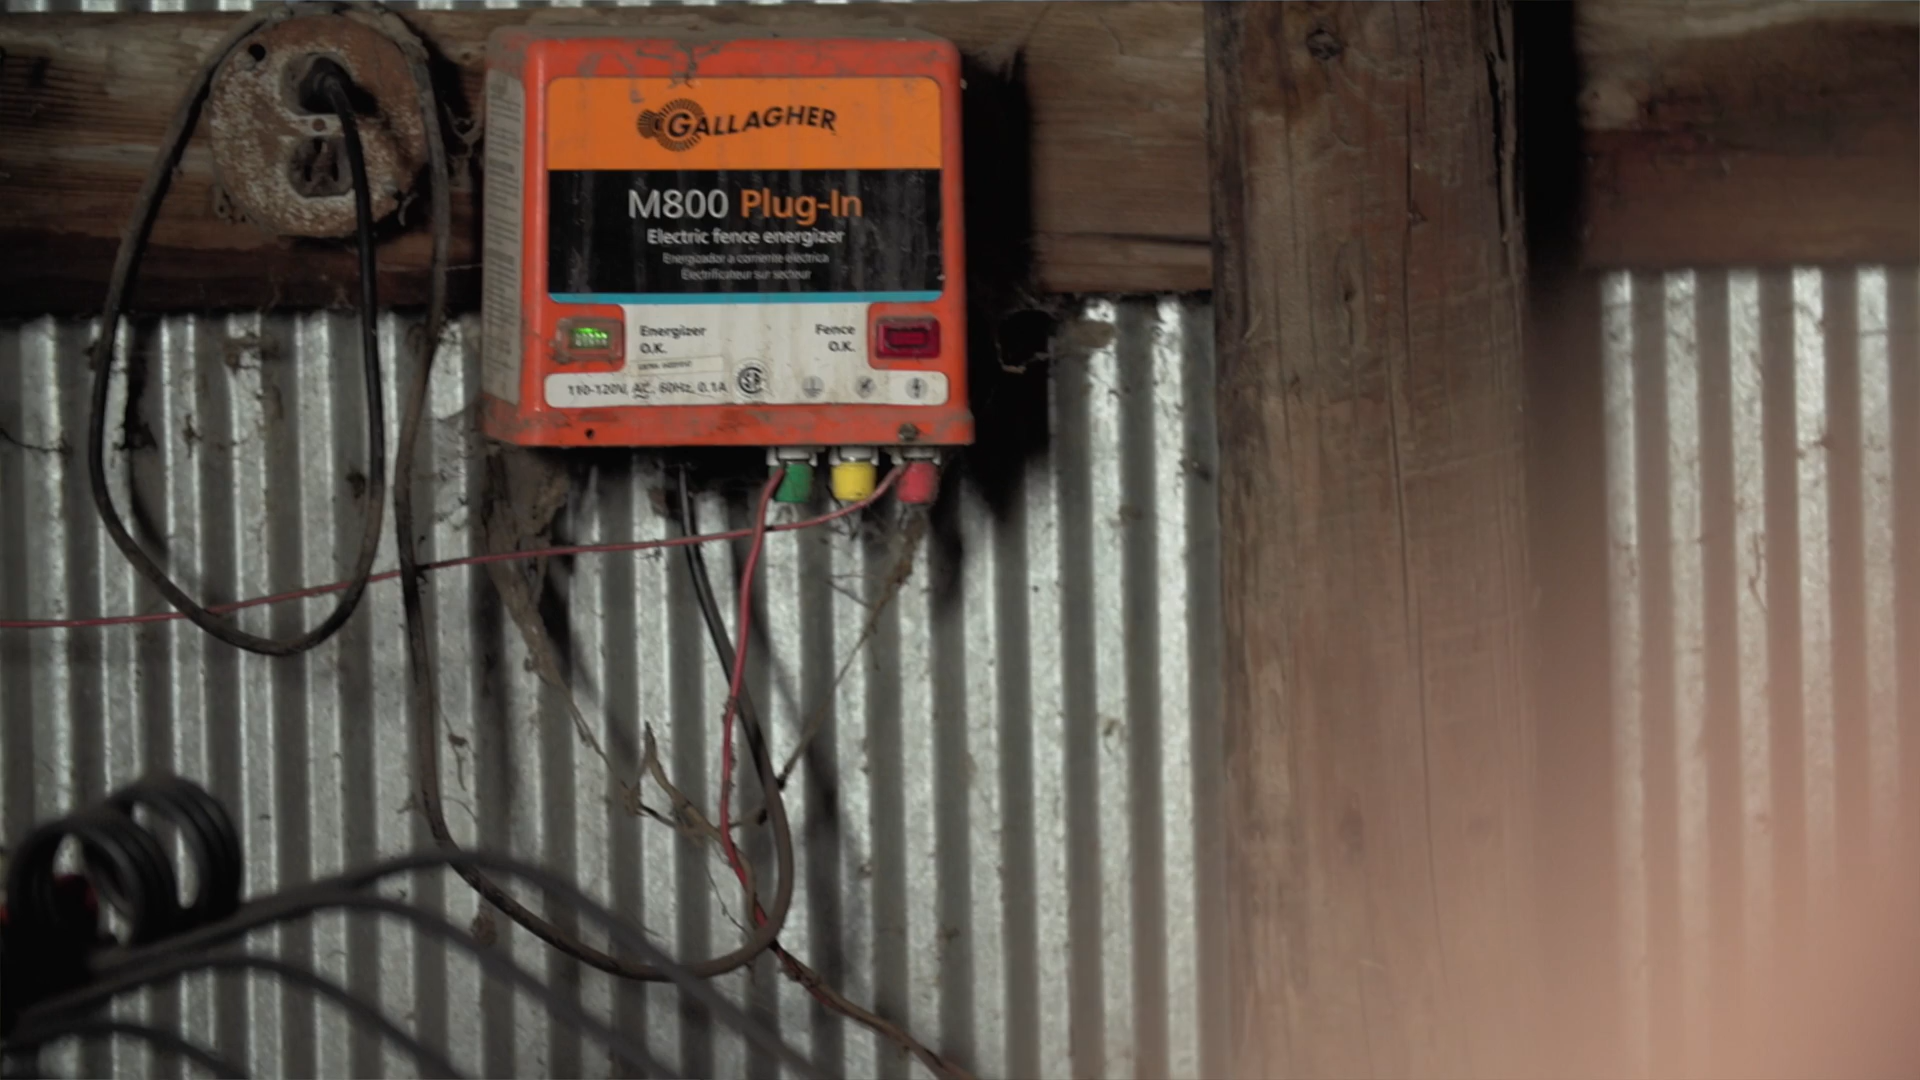 GALLAGHER
M800 Plug-In
Electric fence energizer
Energizador a corriente eléctrica
Électrificateur sur secteur
Energizer
O.K.
Fence
O.K.
110-120V, AC, 60Hz, 0.1A